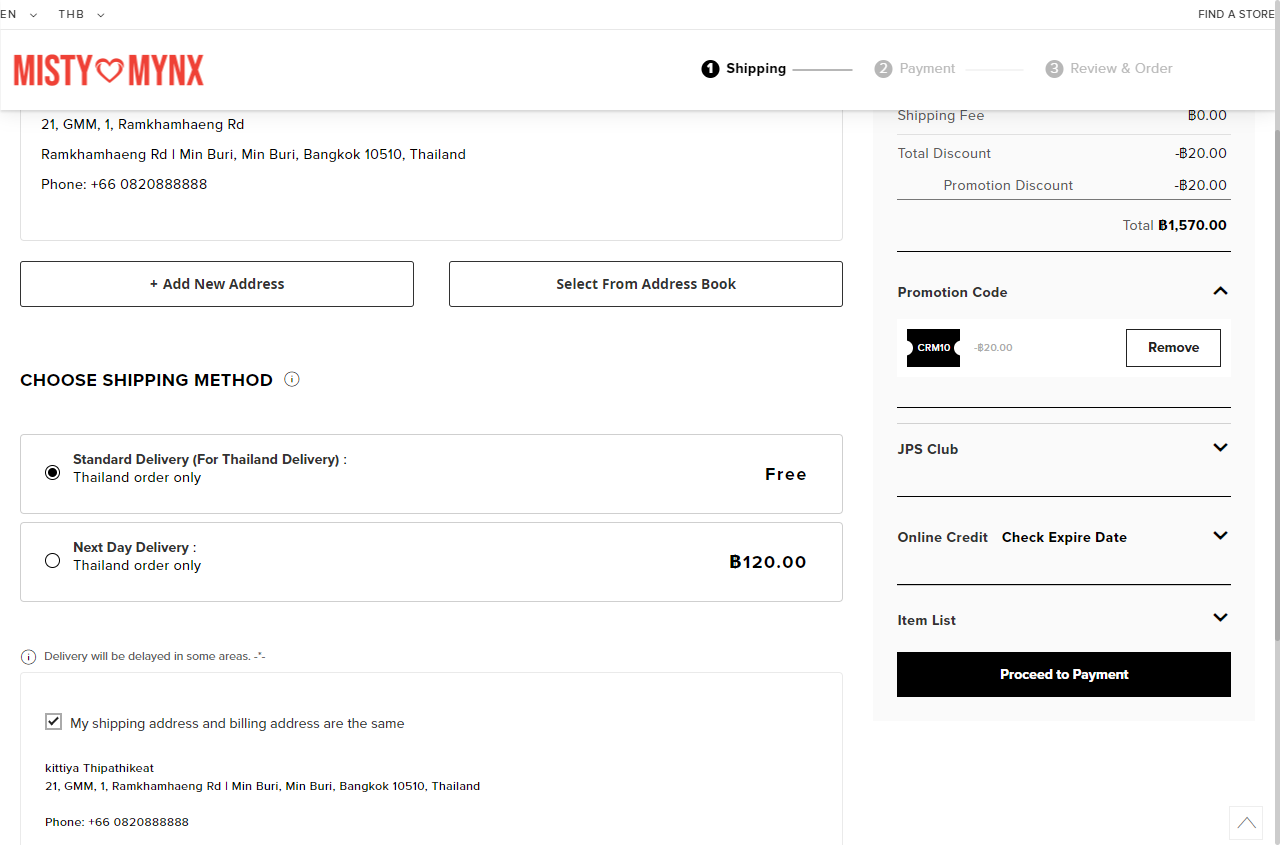 EN THB FIND A STORE
MISTY MYNX
1 Shipping 2 Payment 3 Review & Order
21, GMM, 1, Ramkhamhaeng Rd
Ramkhamhaeng Rd | Min Buri, Min Buri, Bangkok 10510, Thailand
Phone: +66 0820888888
+ Add New Address
Select From Address Book
CHOOSE SHIPPING METHOD
Standard Delivery (For Thailand Delivery) :
Thailand order only
Free
Next Day Delivery :
Thailand order only
฿120.00
Delivery will be delayed in some areas. -*-
My shipping address and billing address are the same
kittiya Thipathikeat
21, GMM, 1, Ramkhamhaeng Rd | Min Buri, Min Buri, Bangkok 10510, Thailand
Phone: +66 0820888888
Shipping Fee ฿0.00
Total Discount -฿20.00
Promotion Discount -฿20.00
Total ฿1,570.00
Promotion Code
CRM10 -฿20.00 Remove
JPS Club
Online Credit Check Expire Date
Item List
Proceed to Payment